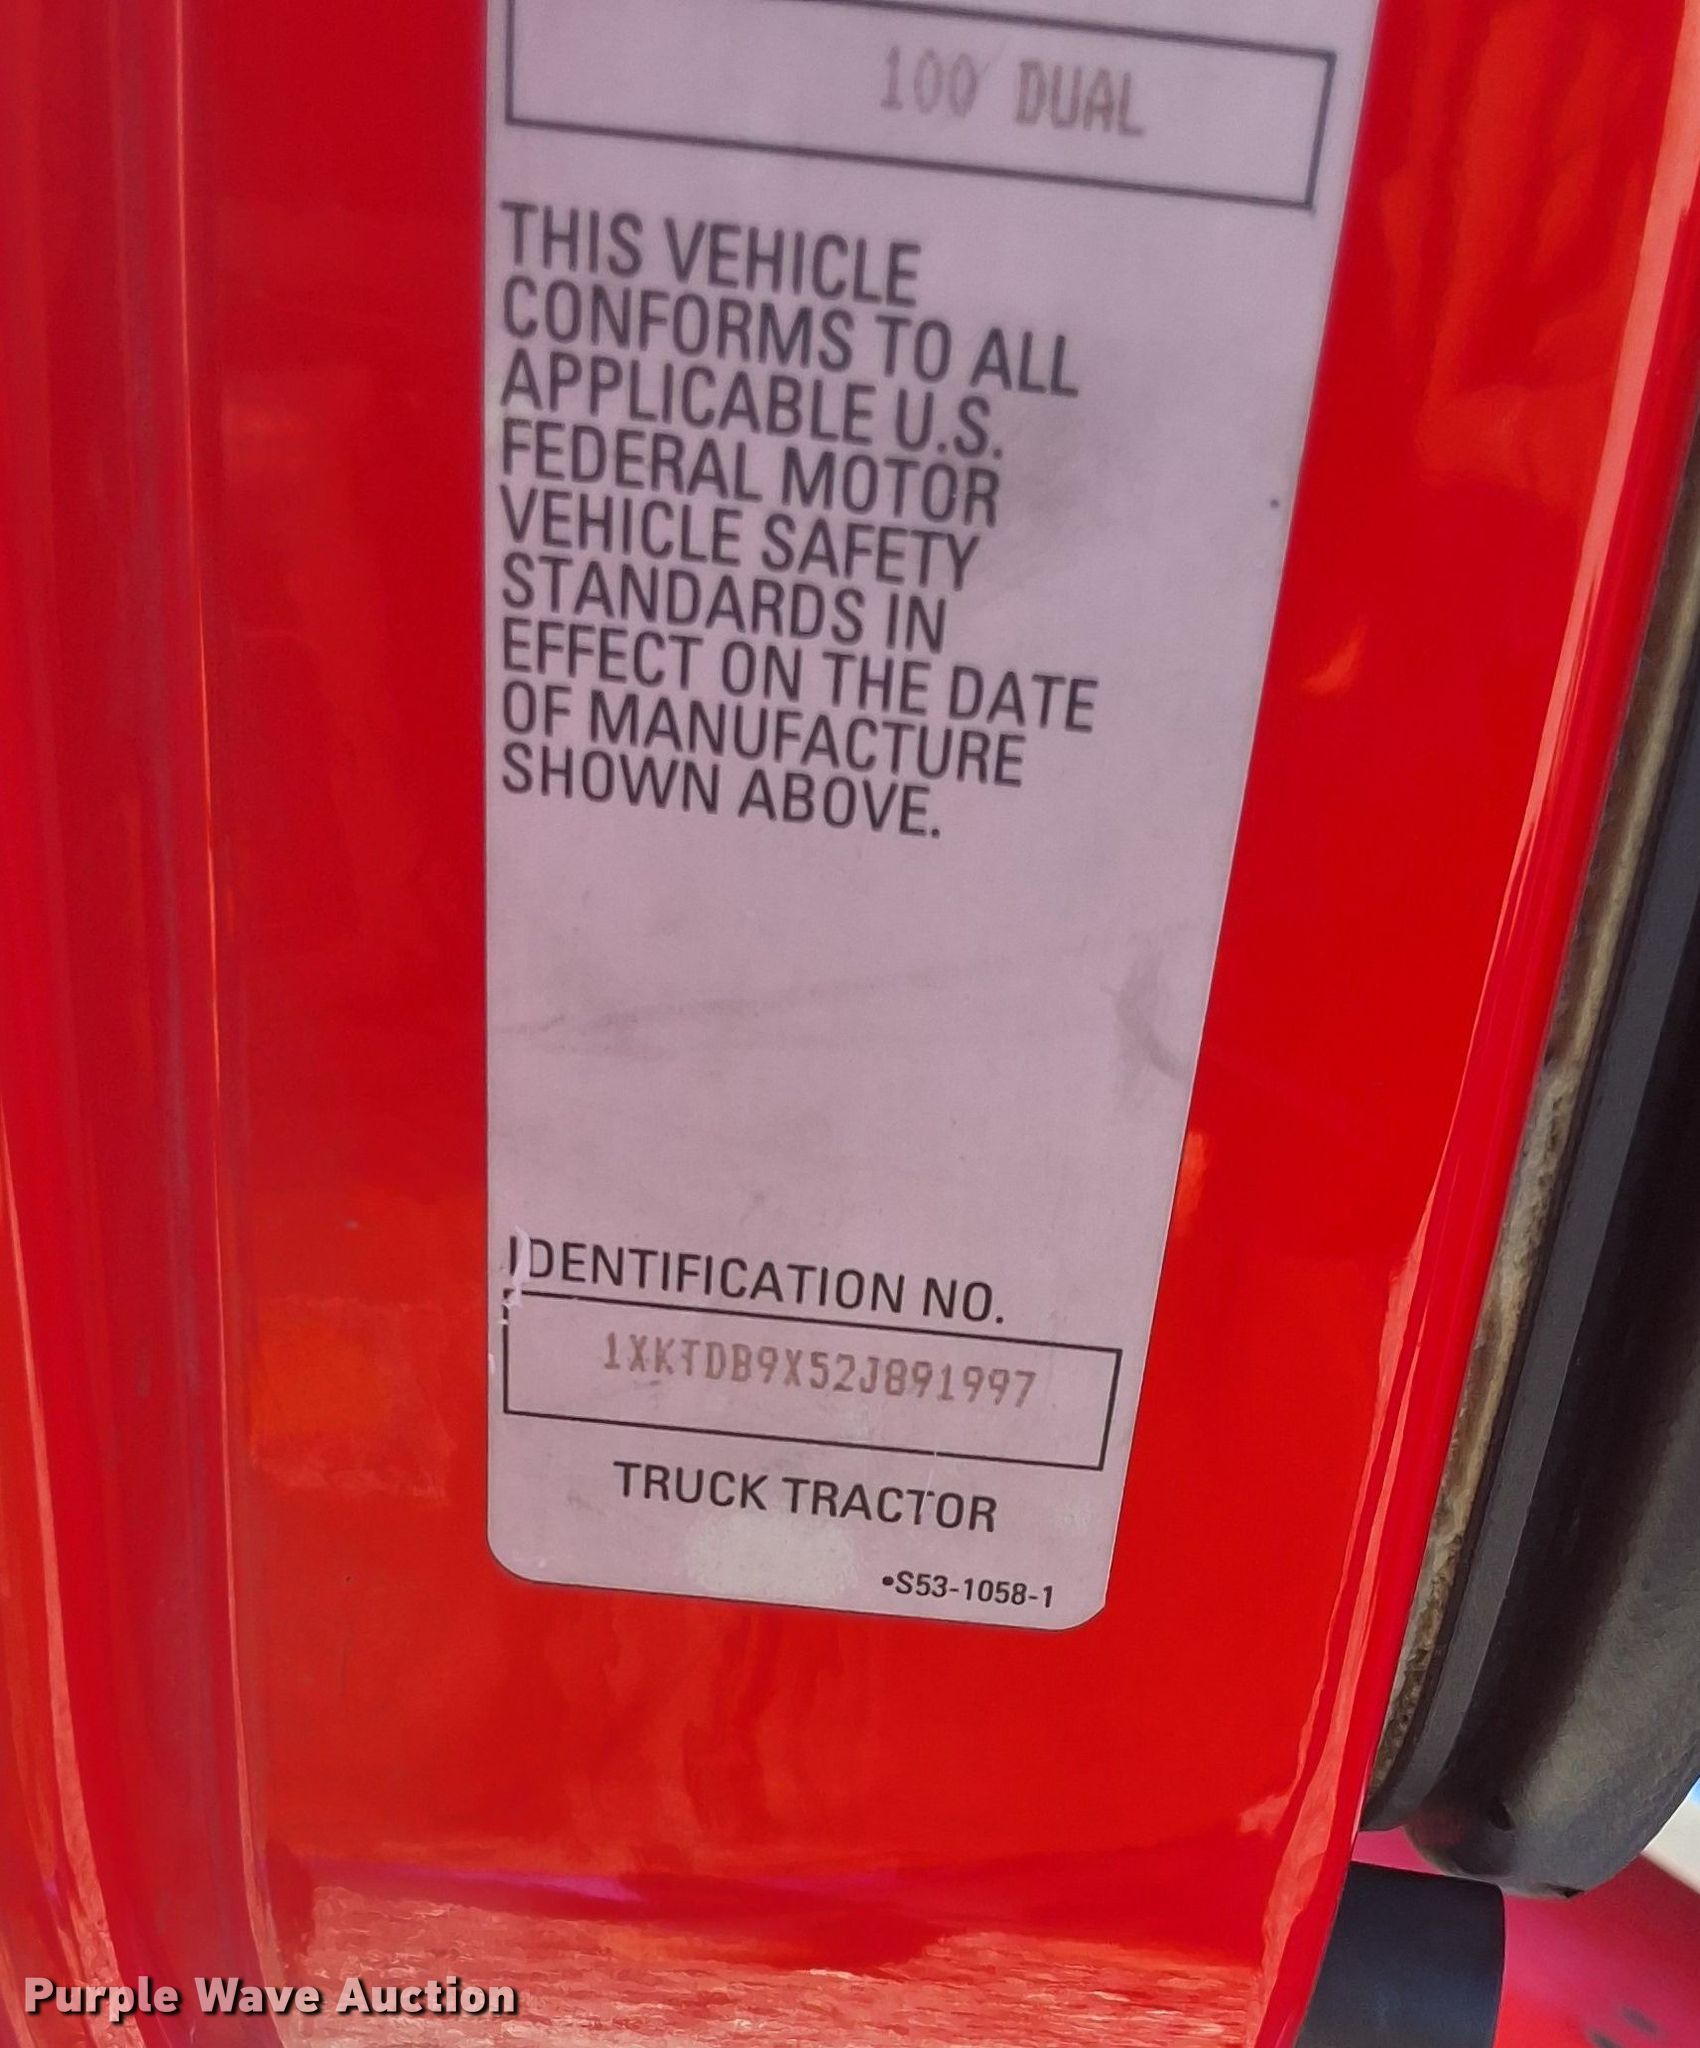 100 DUAL
THIS VEHICLE
CONFORMS TO ALL
APPLICABLE U.S.
FEDERAL MOTOR
VEHICLE SAFETY
STANDARDS IN
EFFECT ON THE DATE
OF MANUFACTURE
SHOWN ABOVE.
IDENTIFICATION NO.
1XKTDB9X52J891997
TRUCK TRACTOR
•S53-1058-1
Purple Wave Auction